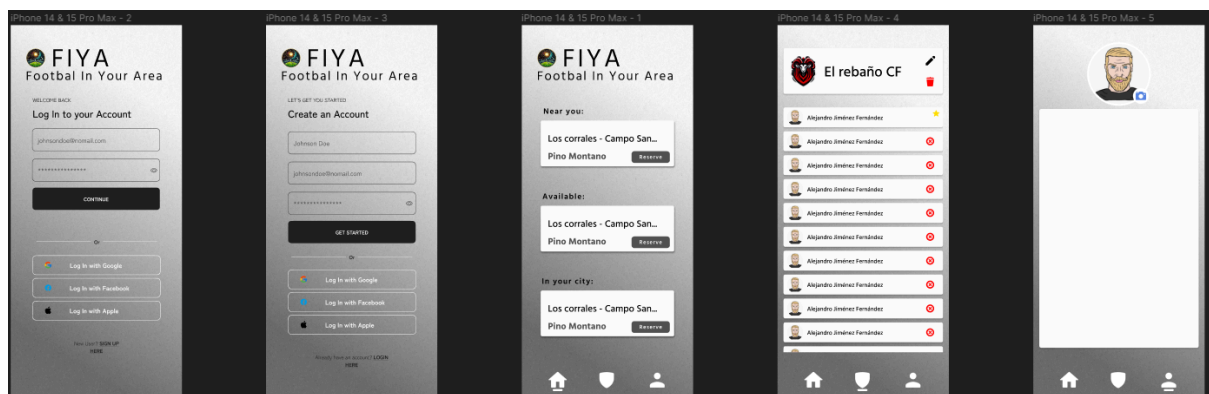 iPhone 14 & 15 Pro Max - 2
FIYA
Footbal In Your Area
WELCOME BACK
Log In to your Account
johnsondoe@nomail.com
***************
CONTINUE
Or
Log In with Google
Log In with Facebook
Log In with Apple
New User? SIGN UP
HERE
iPhone 14 & 15 Pro Max - 3
FIYA
Footbal In Your Area
LET'S GET YOU STARTED
Create an Account
Johnson Doe
johnsondoe@nomail.com
***************
GET STARTED
Or
Log In with Google
Log In with Facebook
Log In with Apple
Already have an account? LOGIN
HERE
iPhone 14 & 15 Pro Max - 1
FIYA
Footbal In Your Area
Near you:
Los corrales - Campo San...
Pino Montano
Reserve
Available:
Los corrales - Campo San...
Pino Montano
Reserve
In your city:
Los corrales - Campo San...
Pino Montano
Reserve
iPhone 14 & 15 Pro Max - 4
El rebaño CF
Alejandro Jiménez Fernández
Alejandro Jiménez Fernández
Alejandro Jiménez Fernández
Alejandro Jiménez Fernández
Alejandro Jiménez Fernández
Alejandro Jiménez Fernández
Alejandro Jiménez Fernández
Alejandro Jiménez Fernández
Alejandro Jiménez Fernández
Alejandro Jiménez Fernández
iPhone 14 & 15 Pro Max - 5